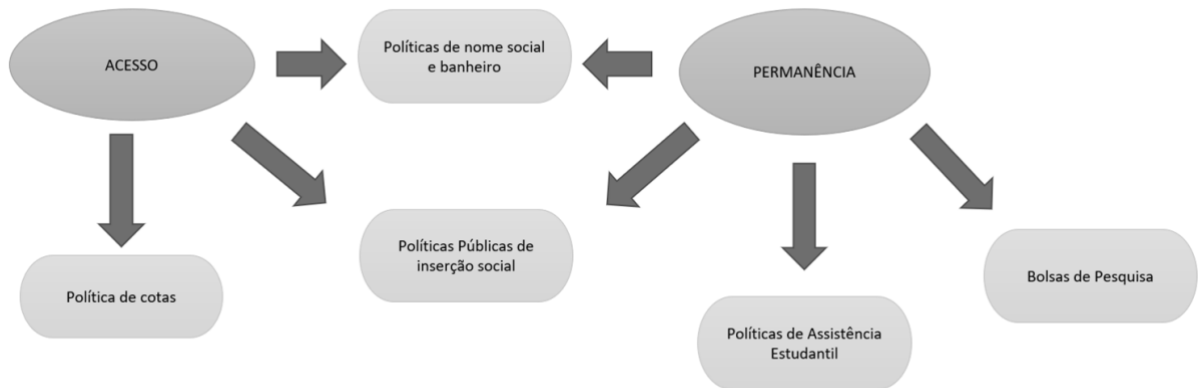 ACESSO
Políticas de nome social
e banheiro
PERMANÊNCIA
Política de cotas
Políticas Públicas de
inserção social
Políticas de Assistência
Estudantil
Bolsas de Pesquisa